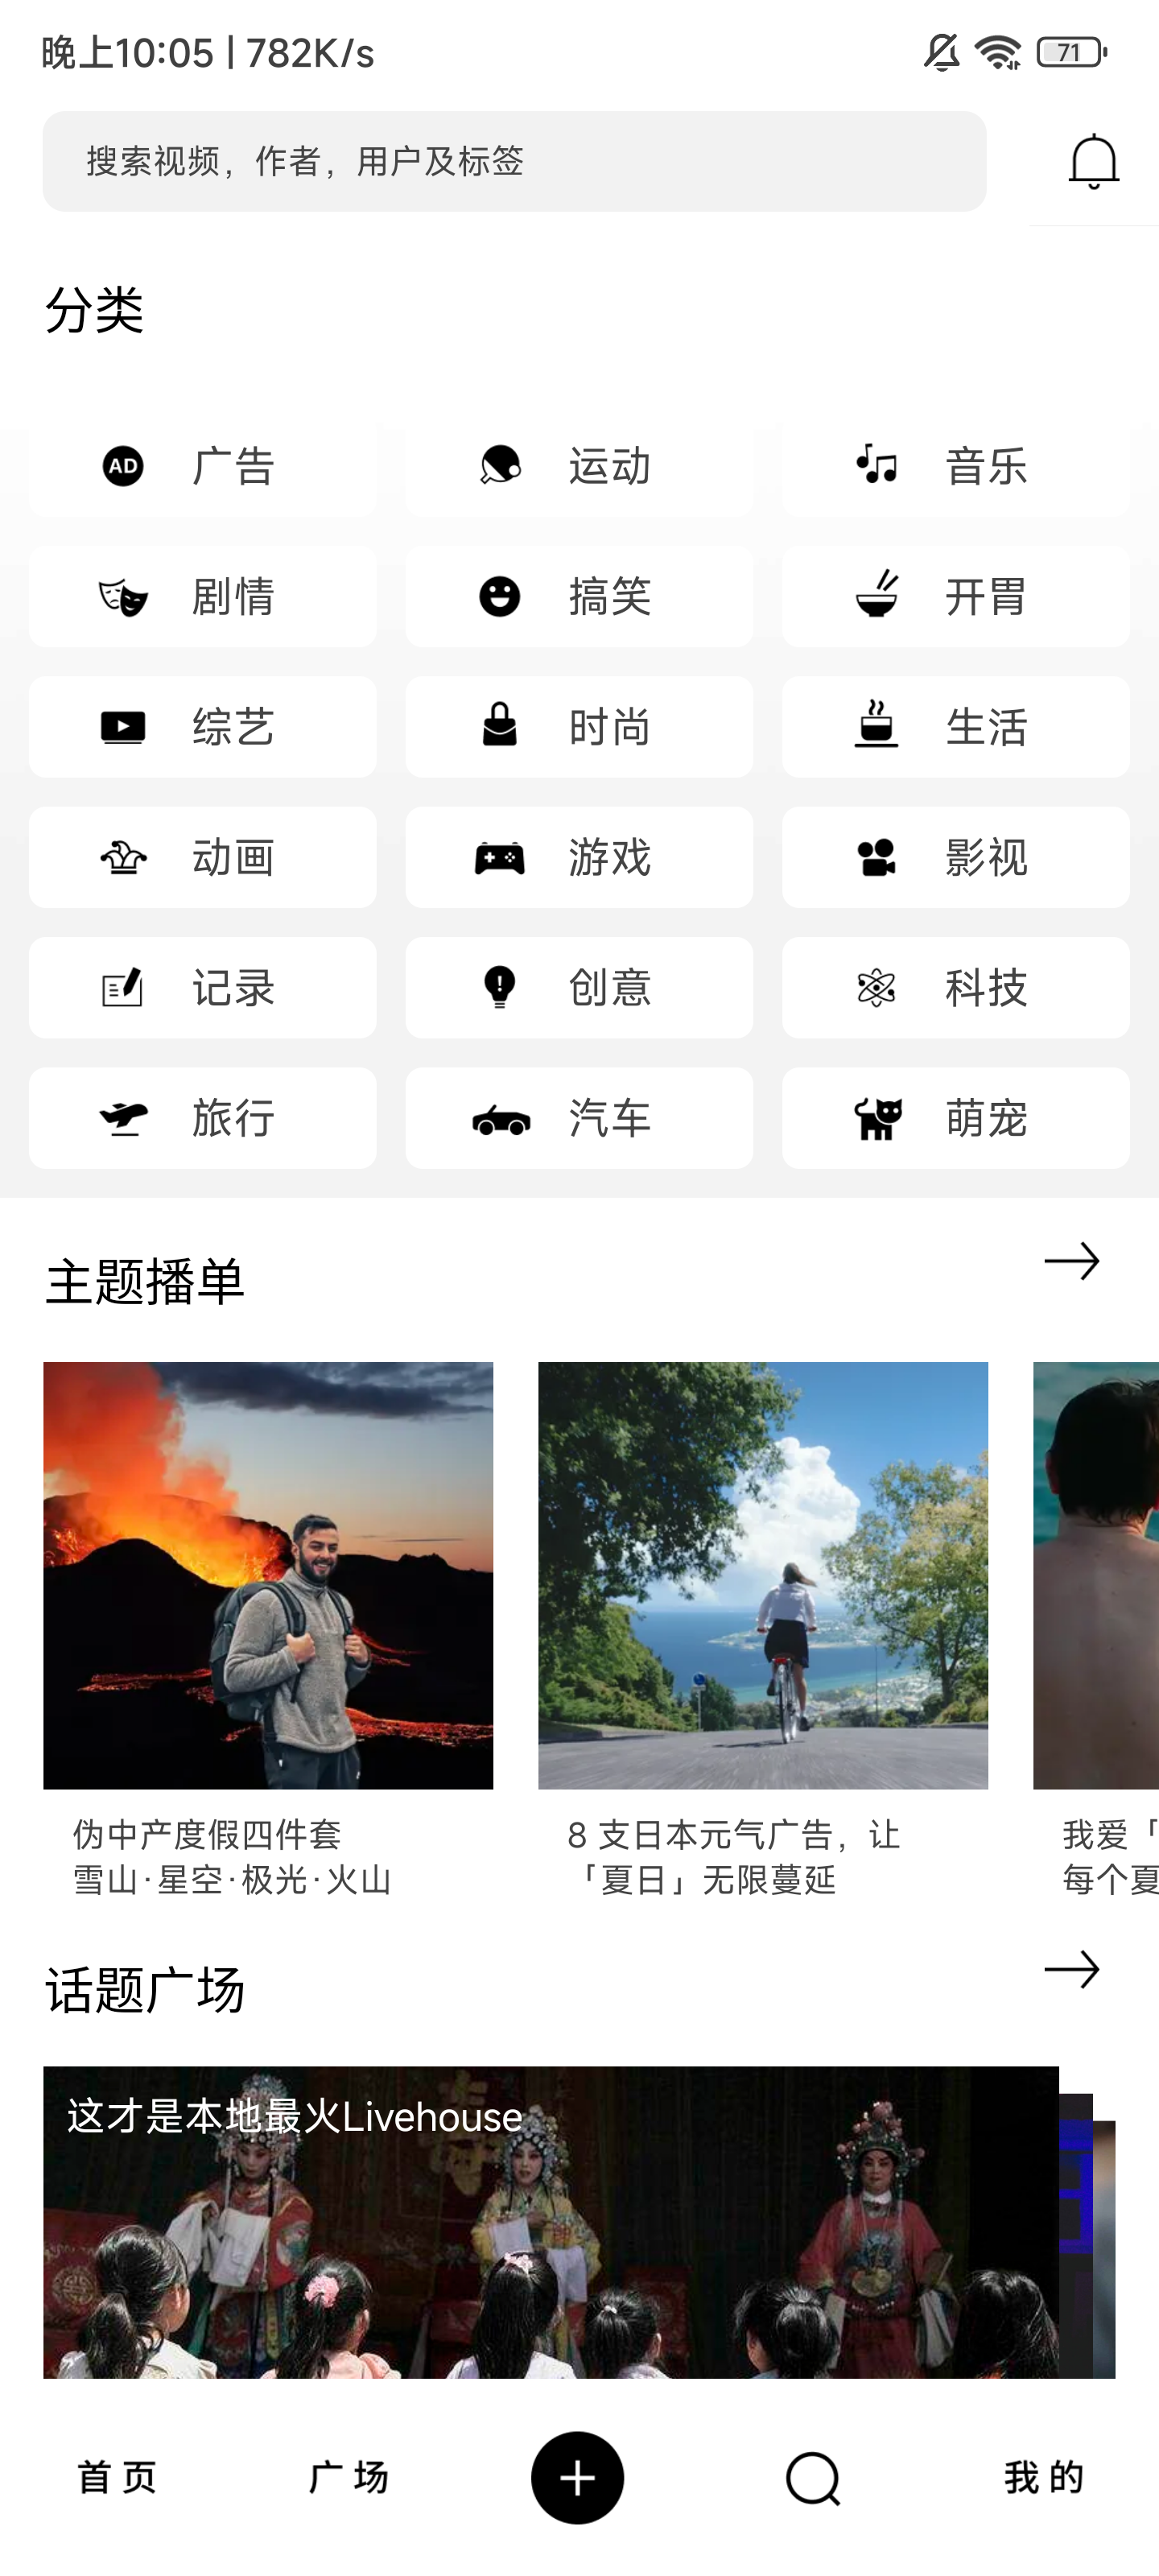 晚上10:05 | 782K/s
71
搜索视频，作者，用户及标签
分类
AD 广告
运动
音乐
剧情
搞笑
开胃
综艺
时尚
生活
动画
游戏
影视
记录
创意
科技
旅行
汽车
萌宠
主题播单
伪中产度假四件套
雪山·星空·极光·火山
8 支日本元气广告，让
「夏日」无限蔓延
我爱「
每个夏
话题广场
这才是本地最火Livehouse
首页
广场
我的